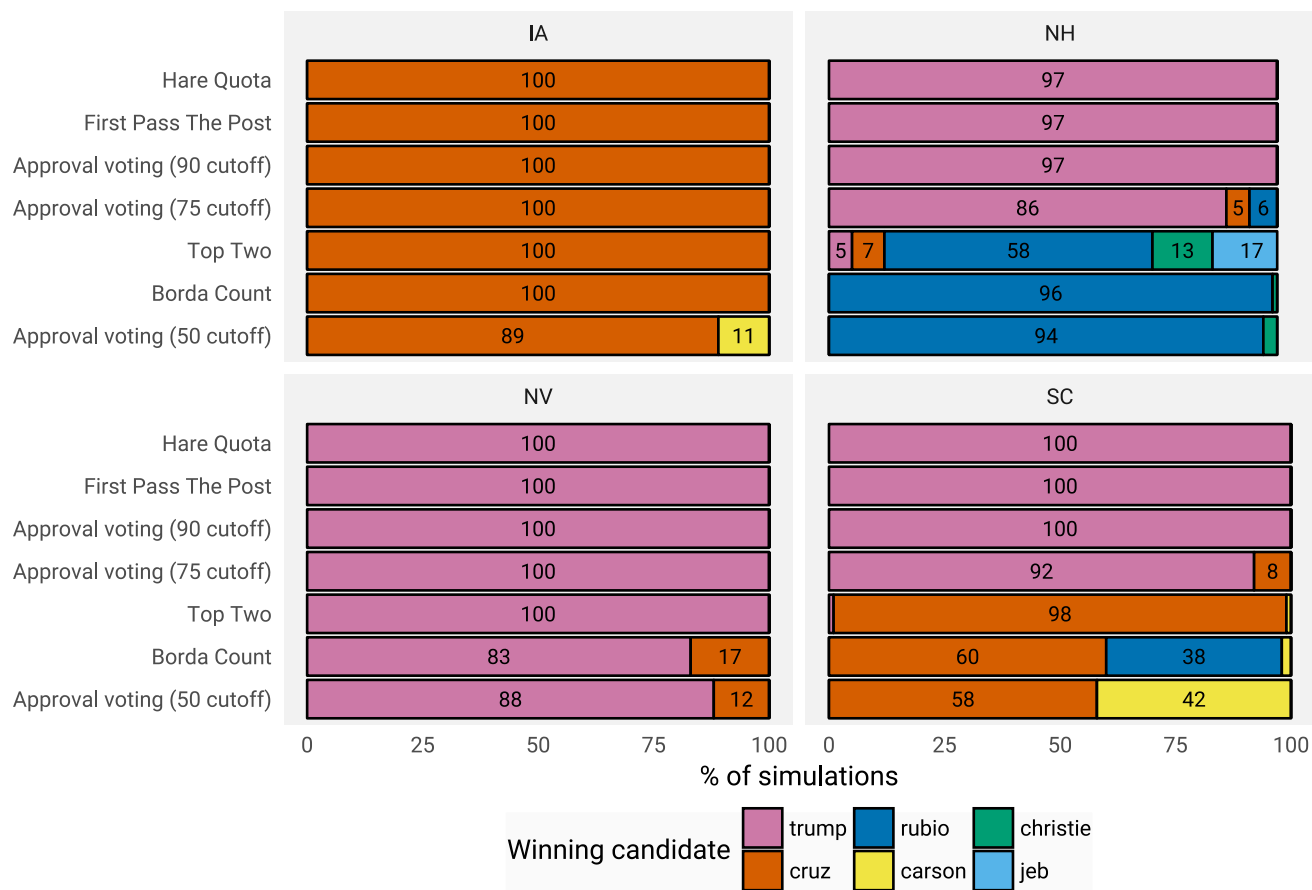 IA
NH
Hare Quota 100 97
First Pass The Post 100 97
Approval voting (90 cutoff) 100 97
Approval voting (75 cutoff) 100 86 5 6
Top Two 100 5 7 58 13 17
Borda Count 100 96
Approval voting (50 cutoff) 89 11 94
NV
SC
Hare Quota 100 100
First Pass The Post 100 100
Approval voting (90 cutoff) 100 100
Approval voting (75 cutoff) 100 92 8
Top Two 100 98
Borda Count 83 17 60 38
Approval voting (50 cutoff) 88 12 58 42
0 25 50 75 100 0 25 50 75 100
% of simulations
Winning candidate
trump rubio christie
cruz carson jeb